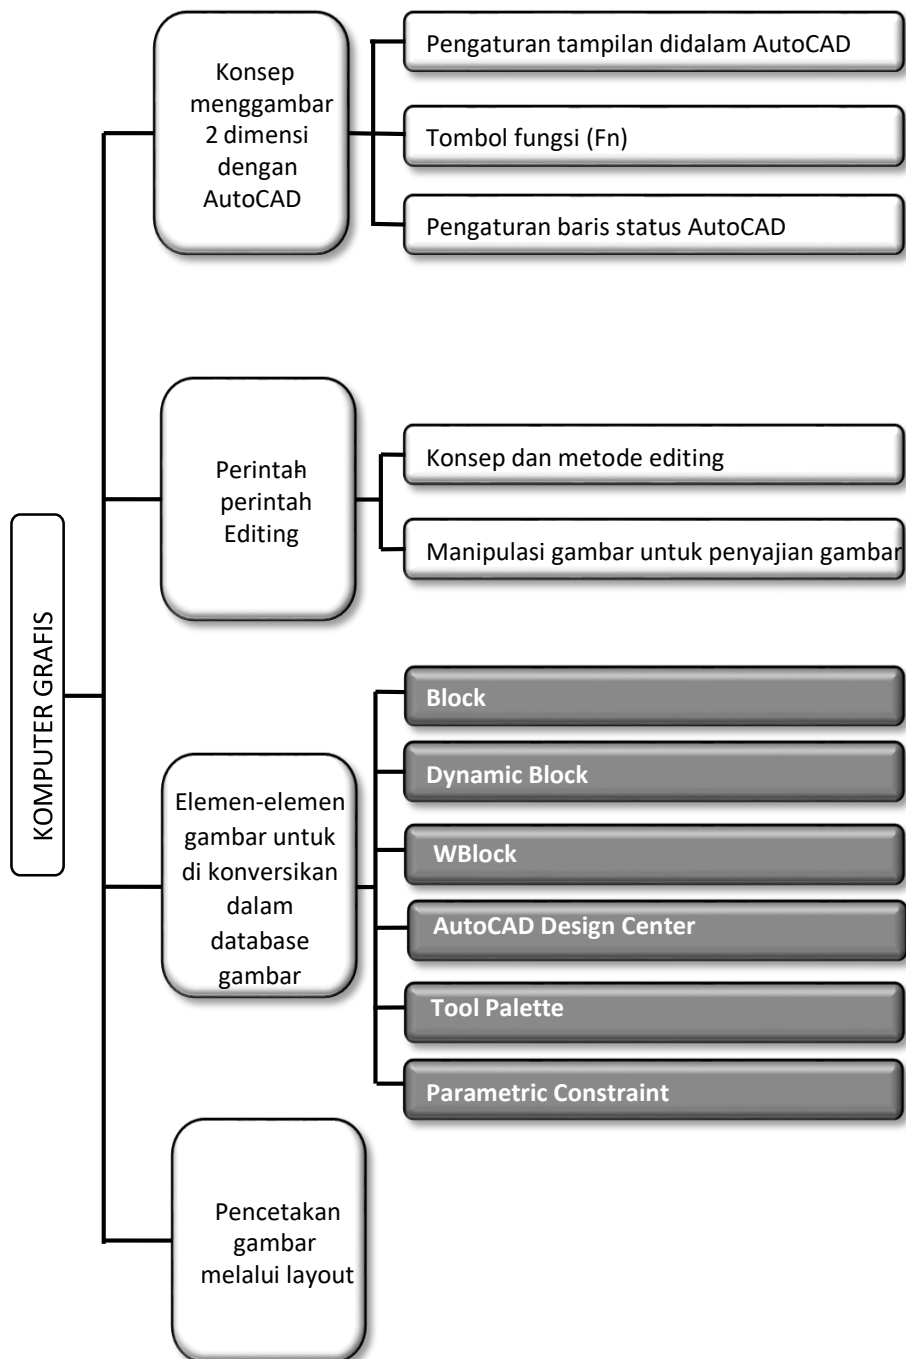 KOMPUTER GRAFIS
Konsep
menggambar
2 dimensi
dengan
AutoCAD
Pengaturan tampilan didalam AutoCAD
Tombol fungsi (Fn)
Pengaturan baris status AutoCAD
Perintah-
perintah
Editing
Konsep dan metode editing
Manipulasi gambar untuk penyajian gambar
Elemen-elemen
gambar untuk
di konversikan
dalam
database
gambar
Block
Dynamic Block
WBlock
AutoCAD Design Center
Tool Palette
Parametric Constraint
Pencetakan
gambar
melalui layout